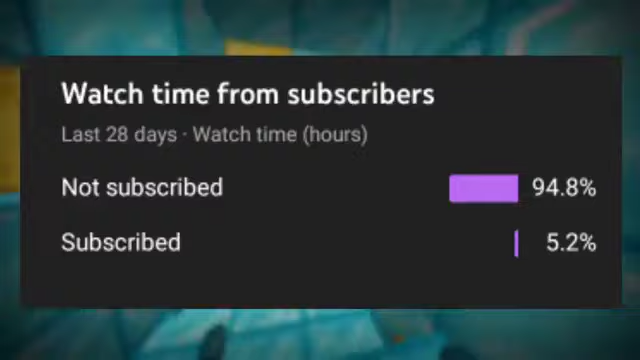 Watch time from subscribers
Last 28 days · Watch time (hours)
Not subscribed 94.8%
Subscribed 5.2%